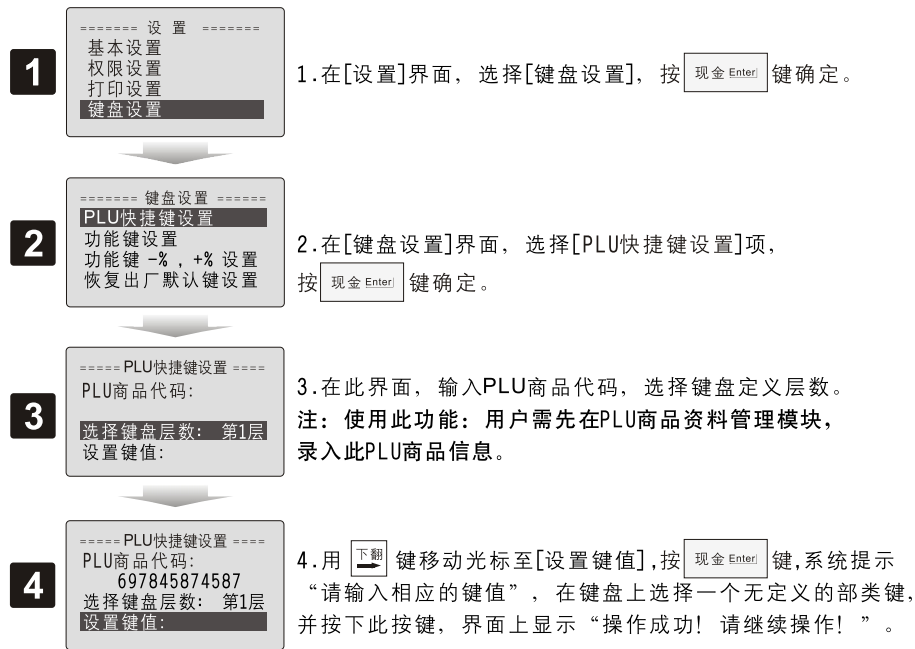 1
======= 设 置 =======
基本设置
权限设置
打印设置
键盘设置
1.在[设置]界面，选择[键盘设置]，按 现金 Enter 键确定。
2
======= 键盘设置 ======
PLU快捷键设置
功能键设置
功能键 -% , +% 设置
恢复出厂默认键设置
2.在[键盘设置]界面，选择[PLU快捷键设置]项，
按 现金 Enter 键确定。
3
===== PLU快捷键设置 ====
PLU商品代码:
选择键盘层数: 第1层
设置键值:
3.在此界面，输入PLU商品代码，选择键盘定义层数。
注：使用此功能：用户需先在PLU商品资料管理模块，
录入此PLU商品信息。
4
===== PLU快捷键设置 ====
PLU商品代码:
697845874587
选择键盘层数: 第1层
设置键值:
4.用 下翻 键移动光标至[设置键值],按 现金 Enter 键,系统提示
“请输入相应的键值”，在键盘上选择一个无定义的部类键，
并按下此按键，界面上显示“操作成功！请继续操作！”。